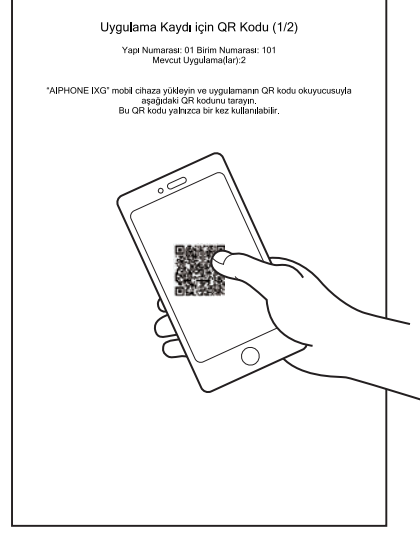 Uygulama Kaydı için QR Kodu (1/2)
Yapı Numarası: 01 Birim Numarası: 101
Mevcut Uygulama(lar):2
"AIPHONE IXG" mobil cihaza yükleyin ve uygulamanın QR kodu okuyucusuyla
aşağıdaki QR kodunu tarayın.
Bu QR kodu yalnızca bir kez kullanılabilir.